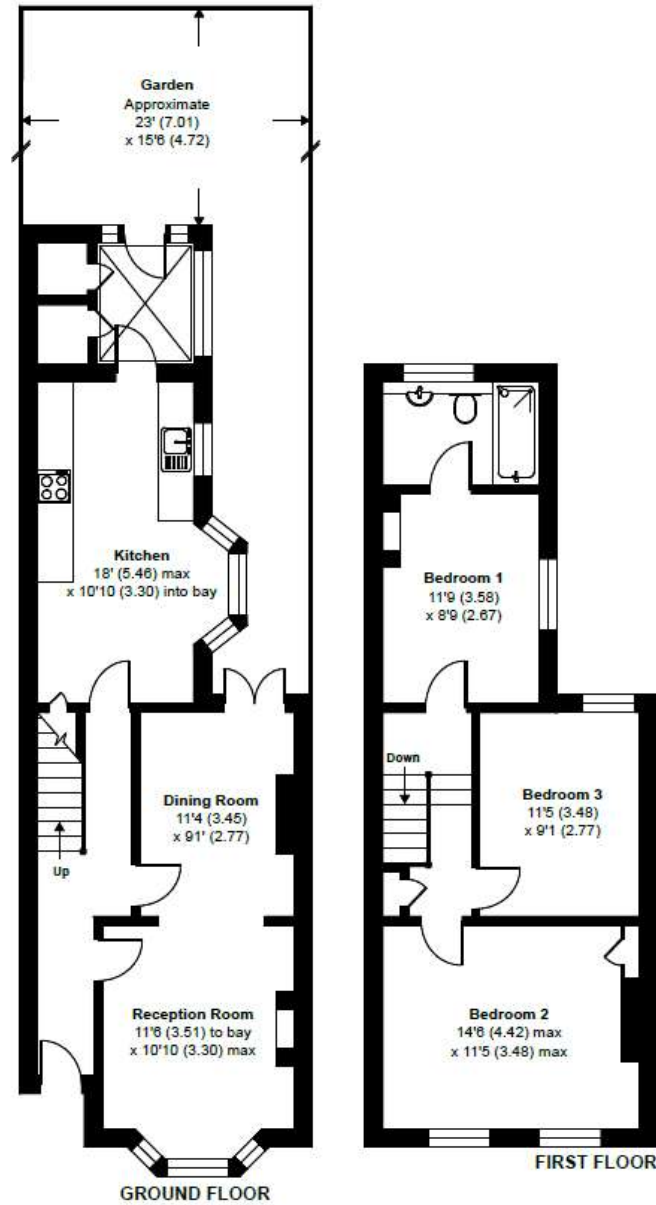 Garden
Approximate
23' (7.01)
x 15'6 (4.72)
Kitchen
18' (5.46) max
x 10'10 (3.30) into bay
Dining Room
11'4 (3.45)
x 91' (2.77)
Up
Reception Room
11'6 (3.51) to bay
x 10'10 (3.30) max
GROUND FLOOR
Bedroom 1
11'9 (3.58)
x 8'9 (2.67)
Down
Bedroom 3
11'5 (3.48)
x 9'1 (2.77)
Bedroom 2
14'6 (4.42) max
x 11'5 (3.48) max
FIRST FLOOR